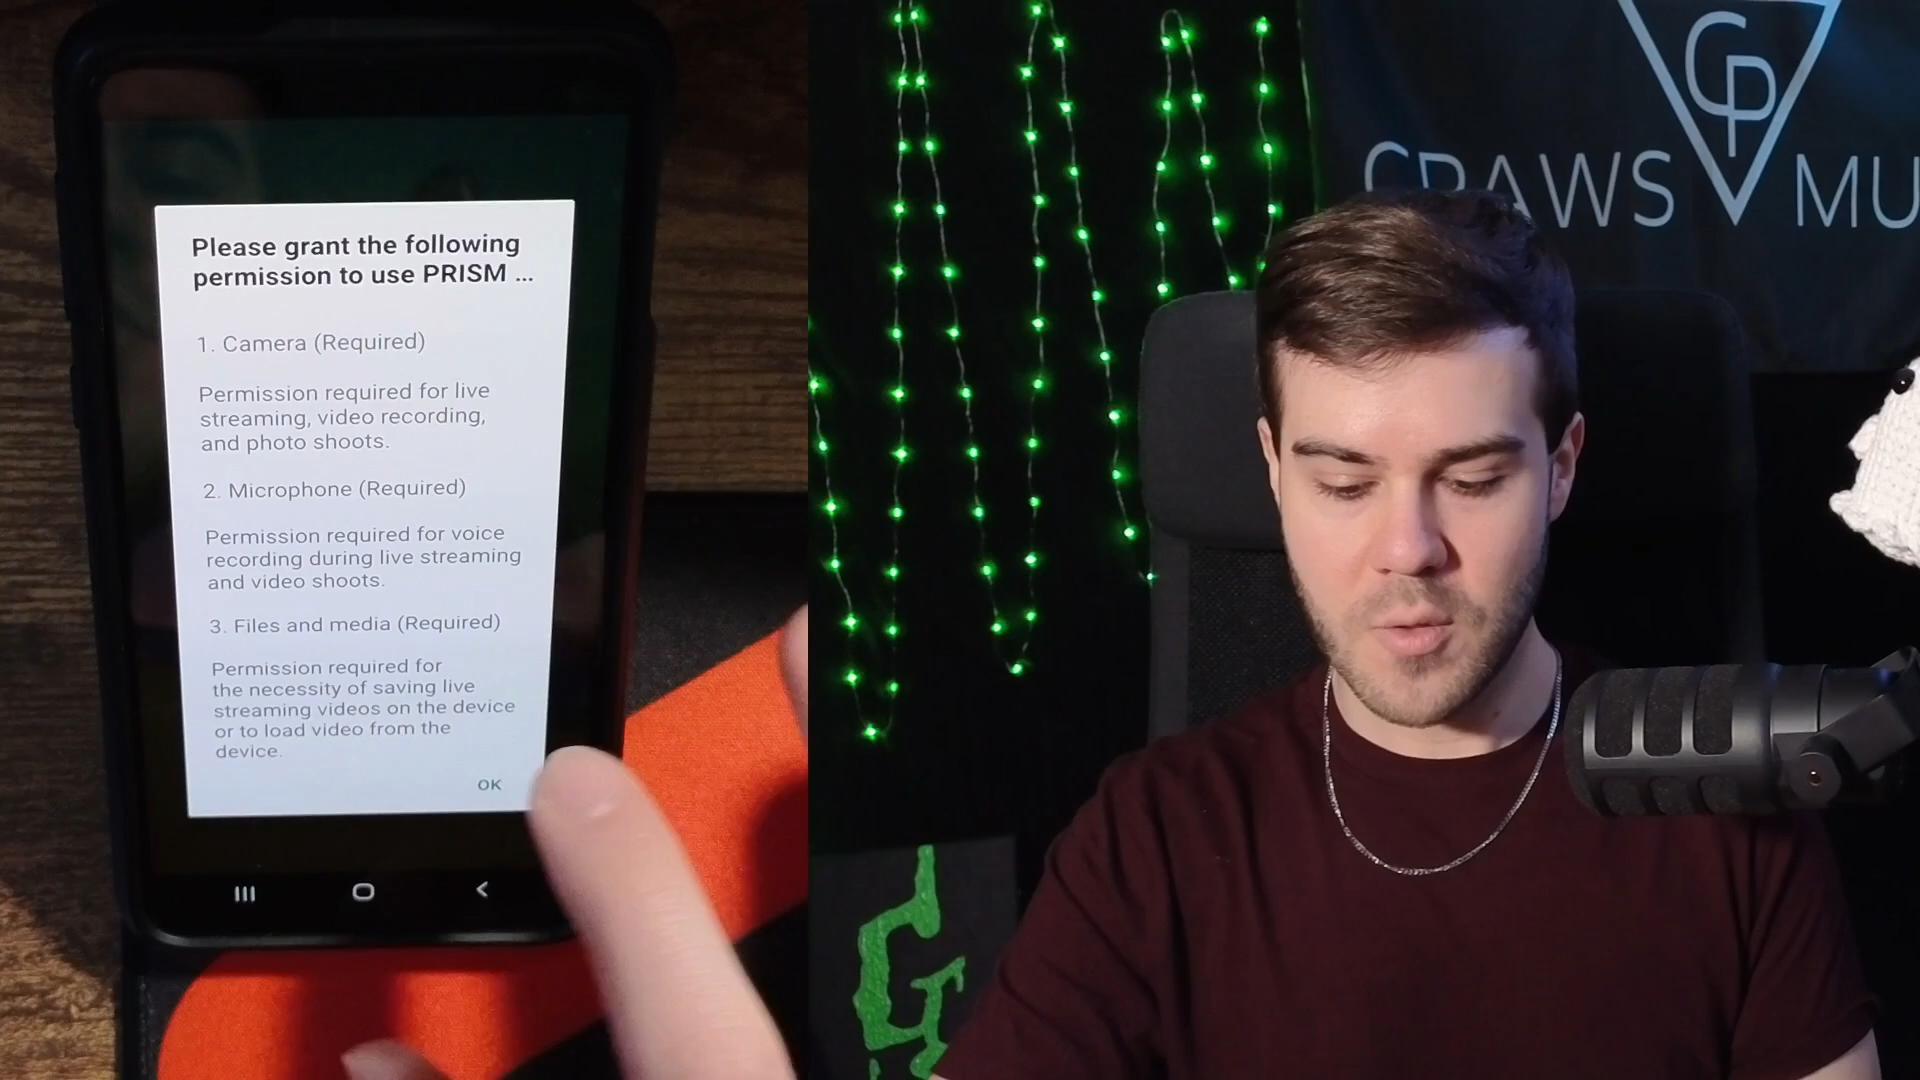 Please grant the following
permission to use PRISM ...
1. Camera (Required)
Permission required for live
streaming, video recording,
and photo shoots.
2. Microphone (Required)
Permission required for voice
recording during live streaming
and video shoots.
3. Files and media (Required)
Permission required for
the necessity of saving live
streaming videos on the device
or to load video from the
device.
OK
CP
CRAWS MU
G